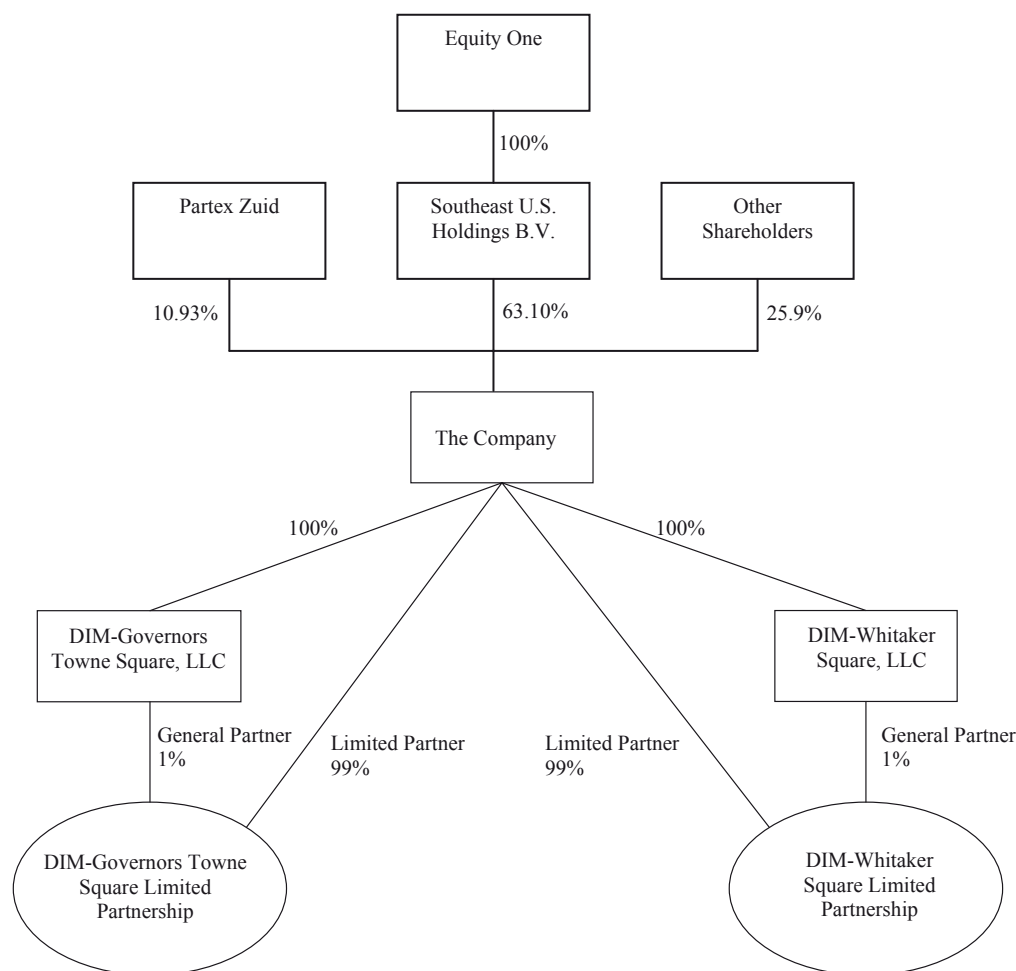 Equity One
100%
Partex Zuid
Southeast U.S.
Holdings B.V.
Other
Shareholders
10.93%
63.10%
25.9%
The Company
100%
100%
DIM-Governors
Towne Square, LLC
DIM-Whitaker
Square, LLC
General Partner
1%
Limited Partner
99%
Limited Partner
99%
General Partner
1%
DIM-Governors Towne
Square Limited
Partnership
DIM-Whitaker
Square Limited
Partnership